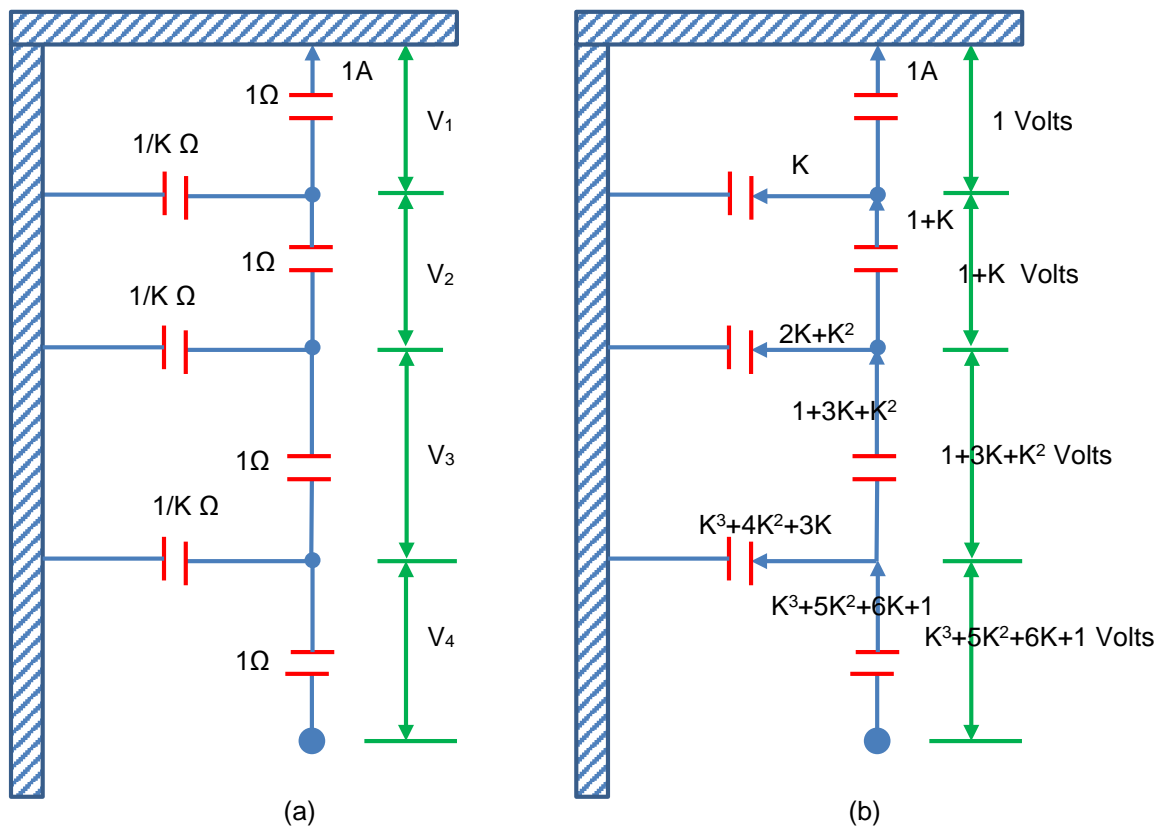 1A
1Ω
V₁
1/K Ω
1Ω
V₂
1/K Ω
1Ω
V₃
1/K Ω
1Ω
V₄
(a)
1A
1 Volts
K
1+K
1+K Volts
2K+K²
1+3K+K²
1+3K+K² Volts
K³+4K²+3K
K³+5K²+6K+1
K³+5K²+6K+1 Volts
(b)